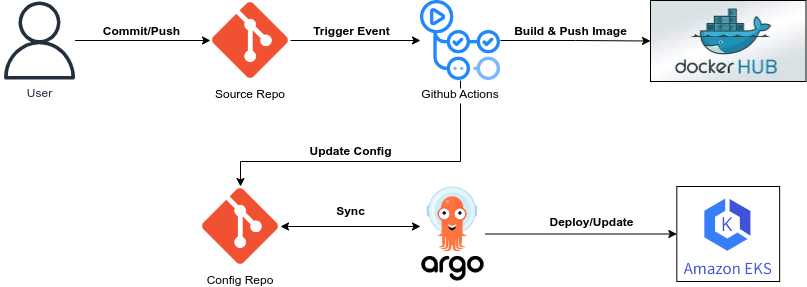 Commit/Push
Trigger Event
Build & Push Image
docker HUB
User
Source Repo
Github Actions
Update Config
Sync
Deploy/Update
K
argo
Amazon EKS
Config Repo